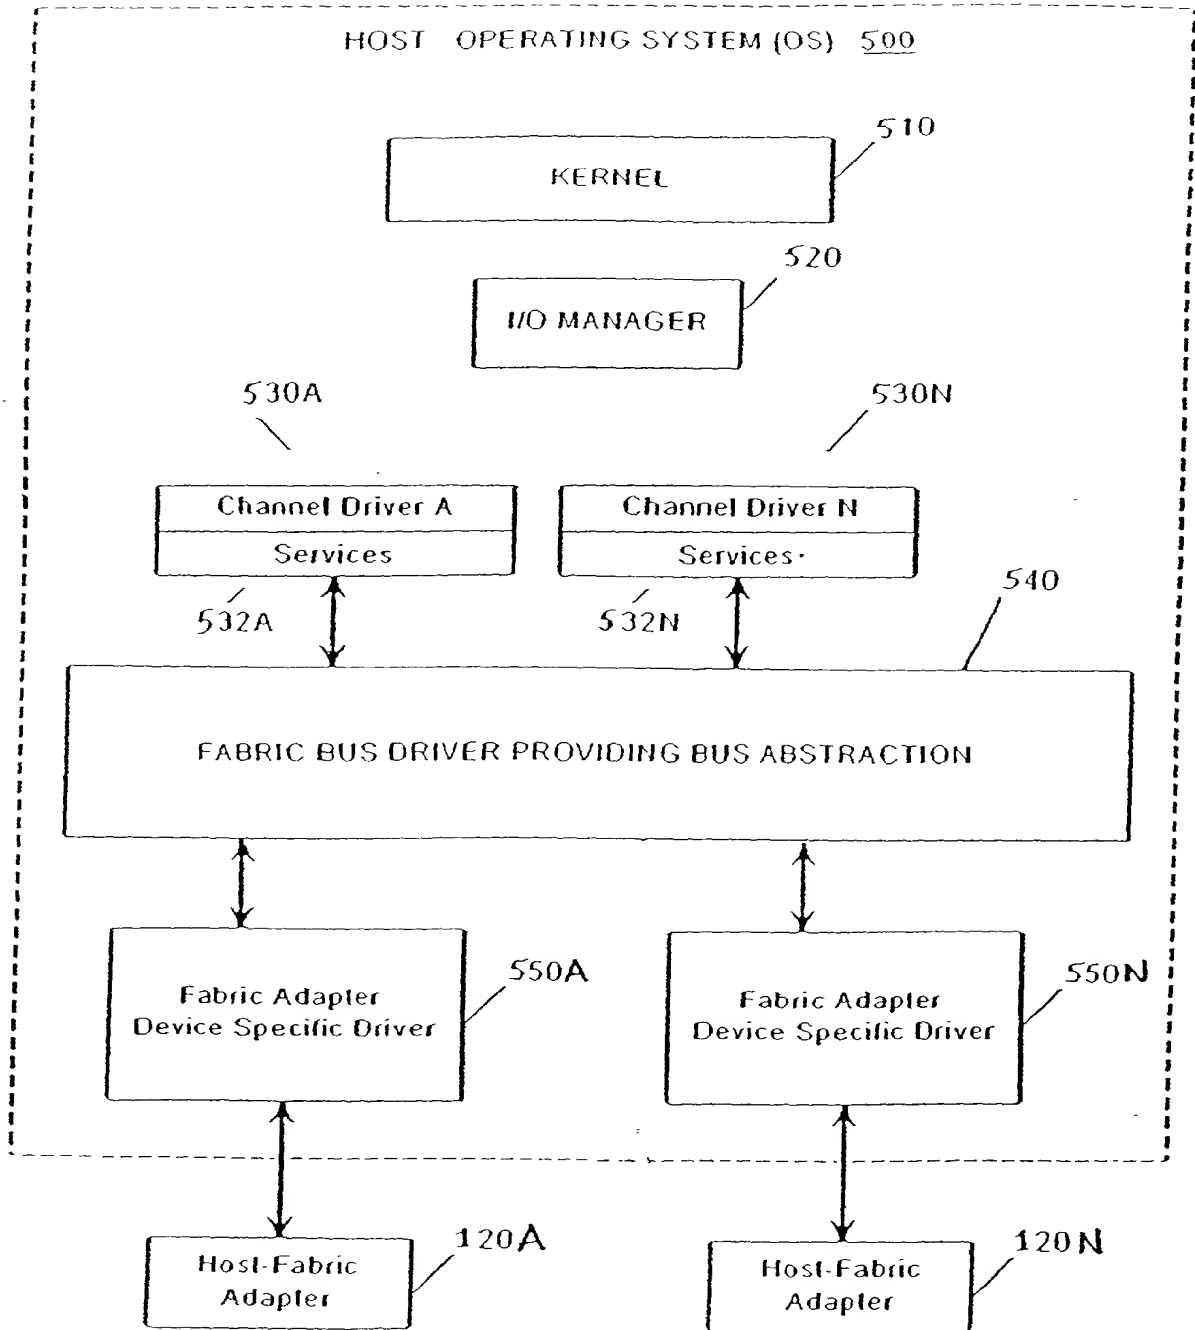 HOST OPERATING SYSTEM (OS) 500
510
KERNEL
520
I/O MANAGER
530A
530N
Channel Driver A
Services
Channel Driver N
Services
532A
532N
540
FABRIC BUS DRIVER PROVIDING BUS ABSTRACTION
550A
Fabric Adapter
Device Specific Driver
550N
Fabric Adapter
Device Specific Driver
120A
Host-Fabric
Adapter
120N
Host-Fabric
Adapter